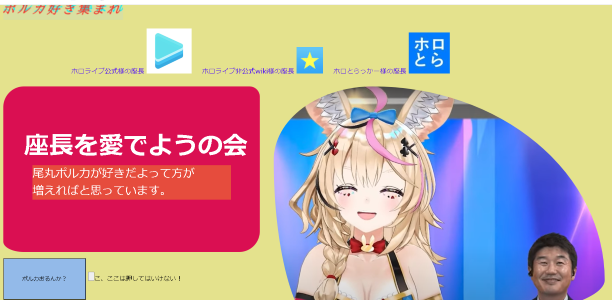 ポルカ好き集まれ
ホロライブ公式様の座長
ホロライブ非公式wiki様の座長
ホロとらっかー様の座長
ホロとら
座長を愛でようの会
尾丸ポルカが好きだよって方が
増えればと思っています。
ポルカおるんか？
に、ここは押してはいけない！